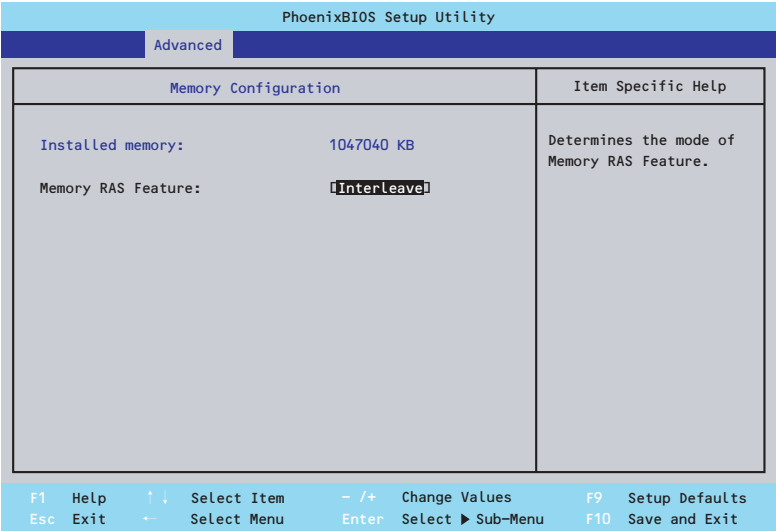 PhoenixBIOS Setup Utility
Advanced
Memory Configuration
Item Specific Help
Installed memory: 1047040 KB
Memory RAS Feature: [Interleave]
Determines the mode of
Memory RAS Feature.
F1 Help ↑↓ Select Item - /+ Change Values F9 Setup Defaults
Esc Exit ← Select Menu Enter Select ▶ Sub-Menu F10 Save and Exit